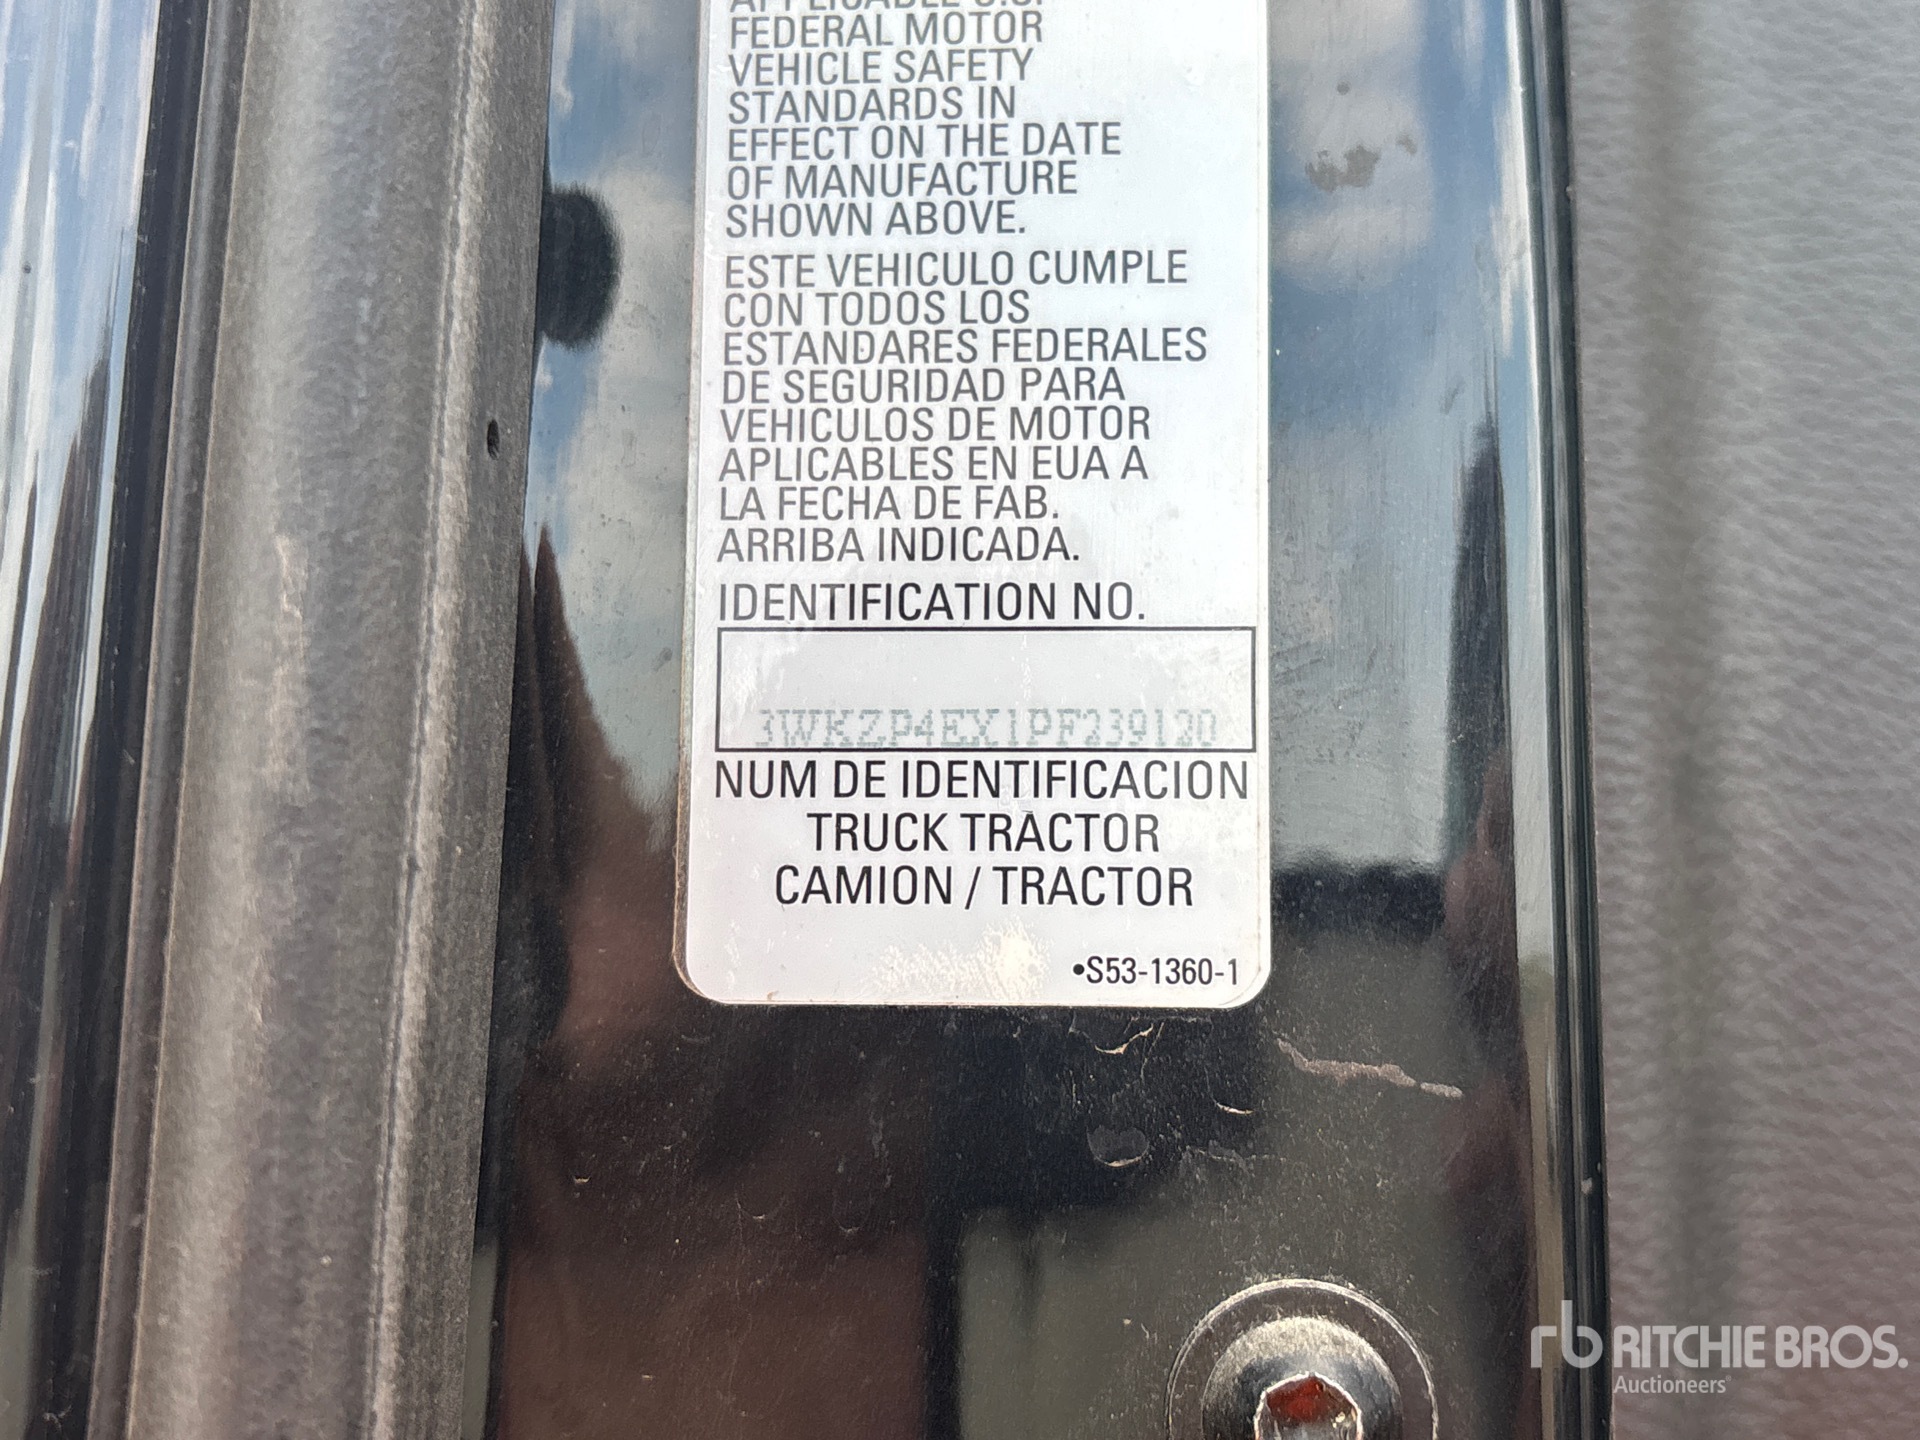 APPLICABLE U.S.
FEDERAL MOTOR
VEHICLE SAFETY
STANDARDS IN
EFFECT ON THE DATE
OF MANUFACTURE
SHOWN ABOVE.
ESTE VEHICULO CUMPLE
CON TODOS LOS
ESTANDARES FEDERALES
DE SEGURIDAD PARA
VEHICULOS DE MOTOR
APLICABLES EN EUA A
LA FECHA DE FAB.
ARRIBA INDICADA.
IDENTIFICATION NO.
3WKZP4EX1PF239120
NUM DE IDENTIFICACION
TRUCK TRACTOR
CAMION / TRACTOR
•S53-1360-1
rb RITCHIE BROS.
Auctioneers